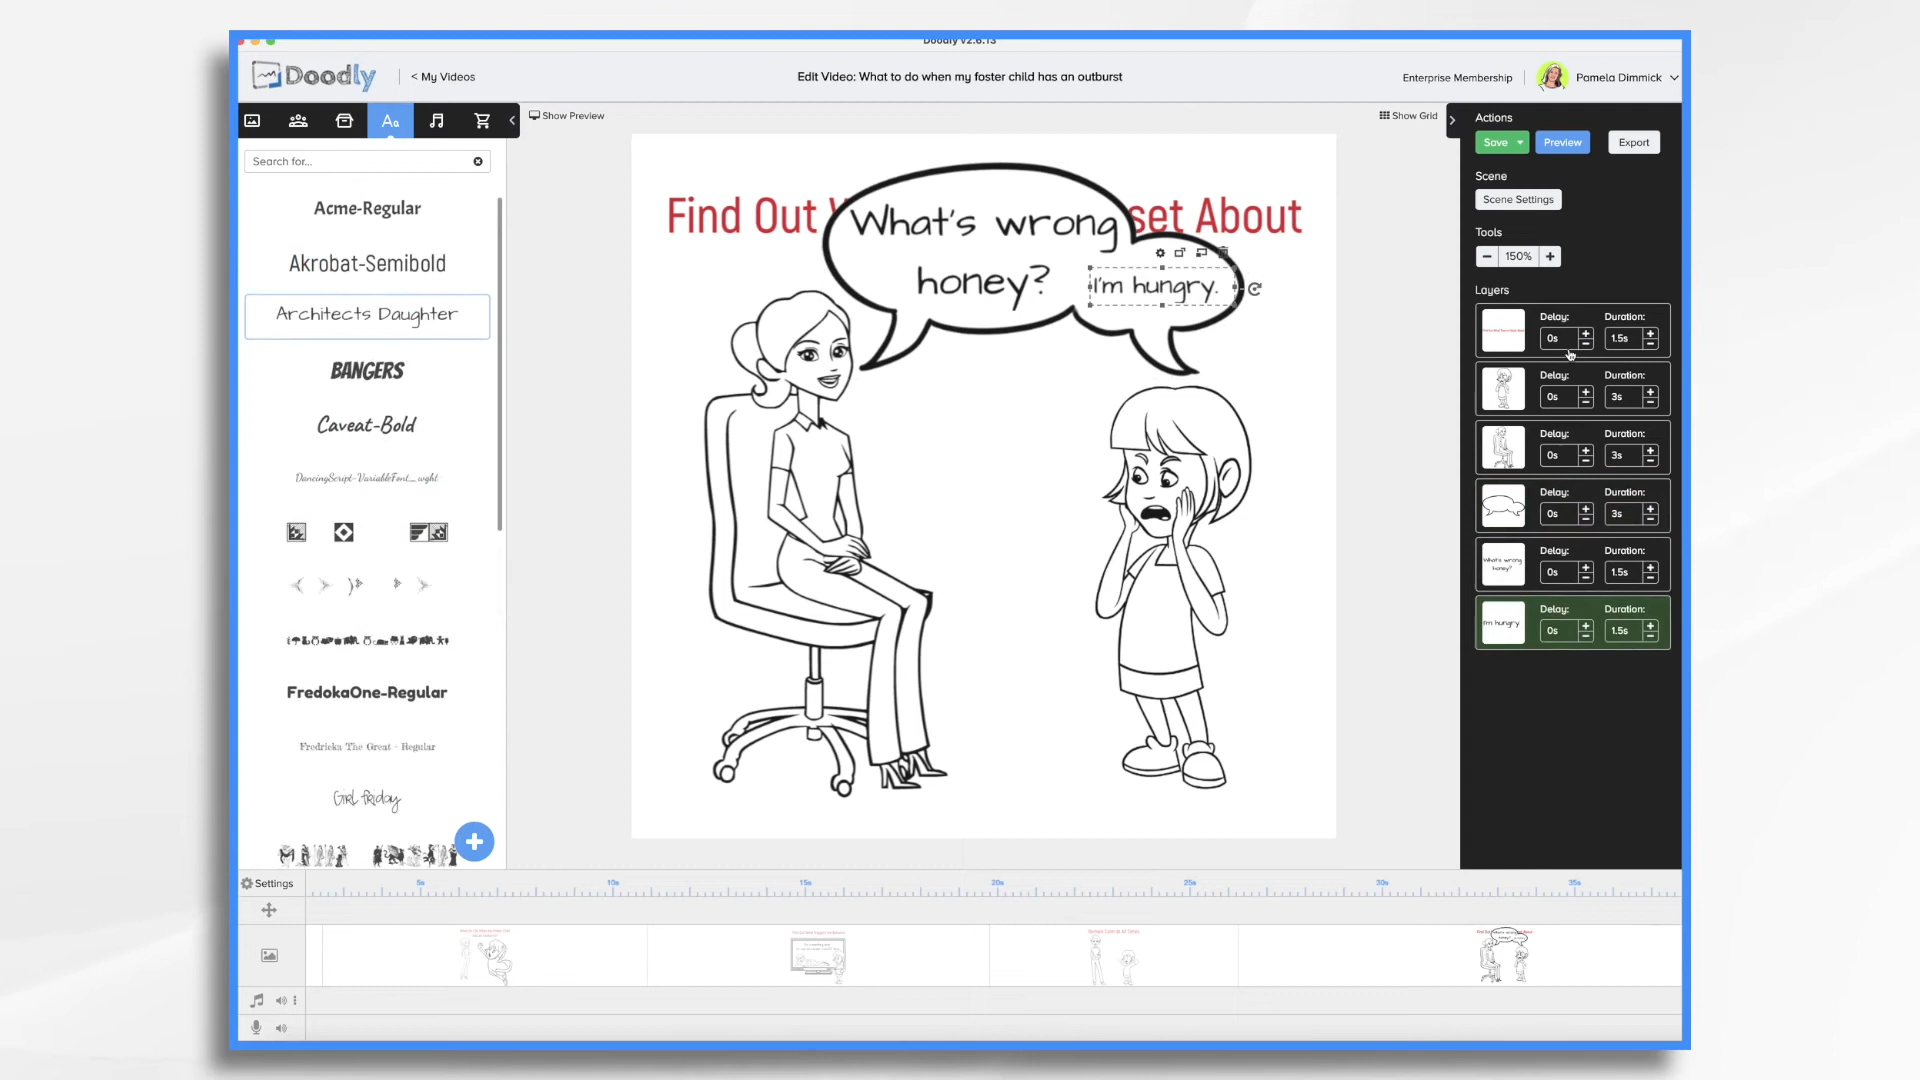 Doodly v2.6.13
Doodly
< My Videos
Edit Video: What to do when my foster child has an outburst
Enterprise Membership
Pamela Dimmick
Aa
Show Preview
Show Grid
Search for...
Acme-Regular
Akrobat-Semibold
Architects Daughter
BANGERS
Caveat-Bold
DancingScript-VariableFont_wght
FredokaOne-Regular
Fredricka The Great - Regular
Girl Friday
Find Out
set About
What's wrong
honey?
I'm hungry.
Actions
Save
Preview
Export
Scene
Scene Settings
Tools
150%
Layers
Delay: Duration:
0s 1.5s
Delay: Duration:
0s 3s
Delay: Duration:
0s 3s
Delay: Duration:
0s 3s
What's wrong
honey?
Delay: Duration:
0s 1.5s
I'm hungry.
Delay: Duration:
0s 1.5s
Settings
5s 10s 15s 20s 25s 30s 35s